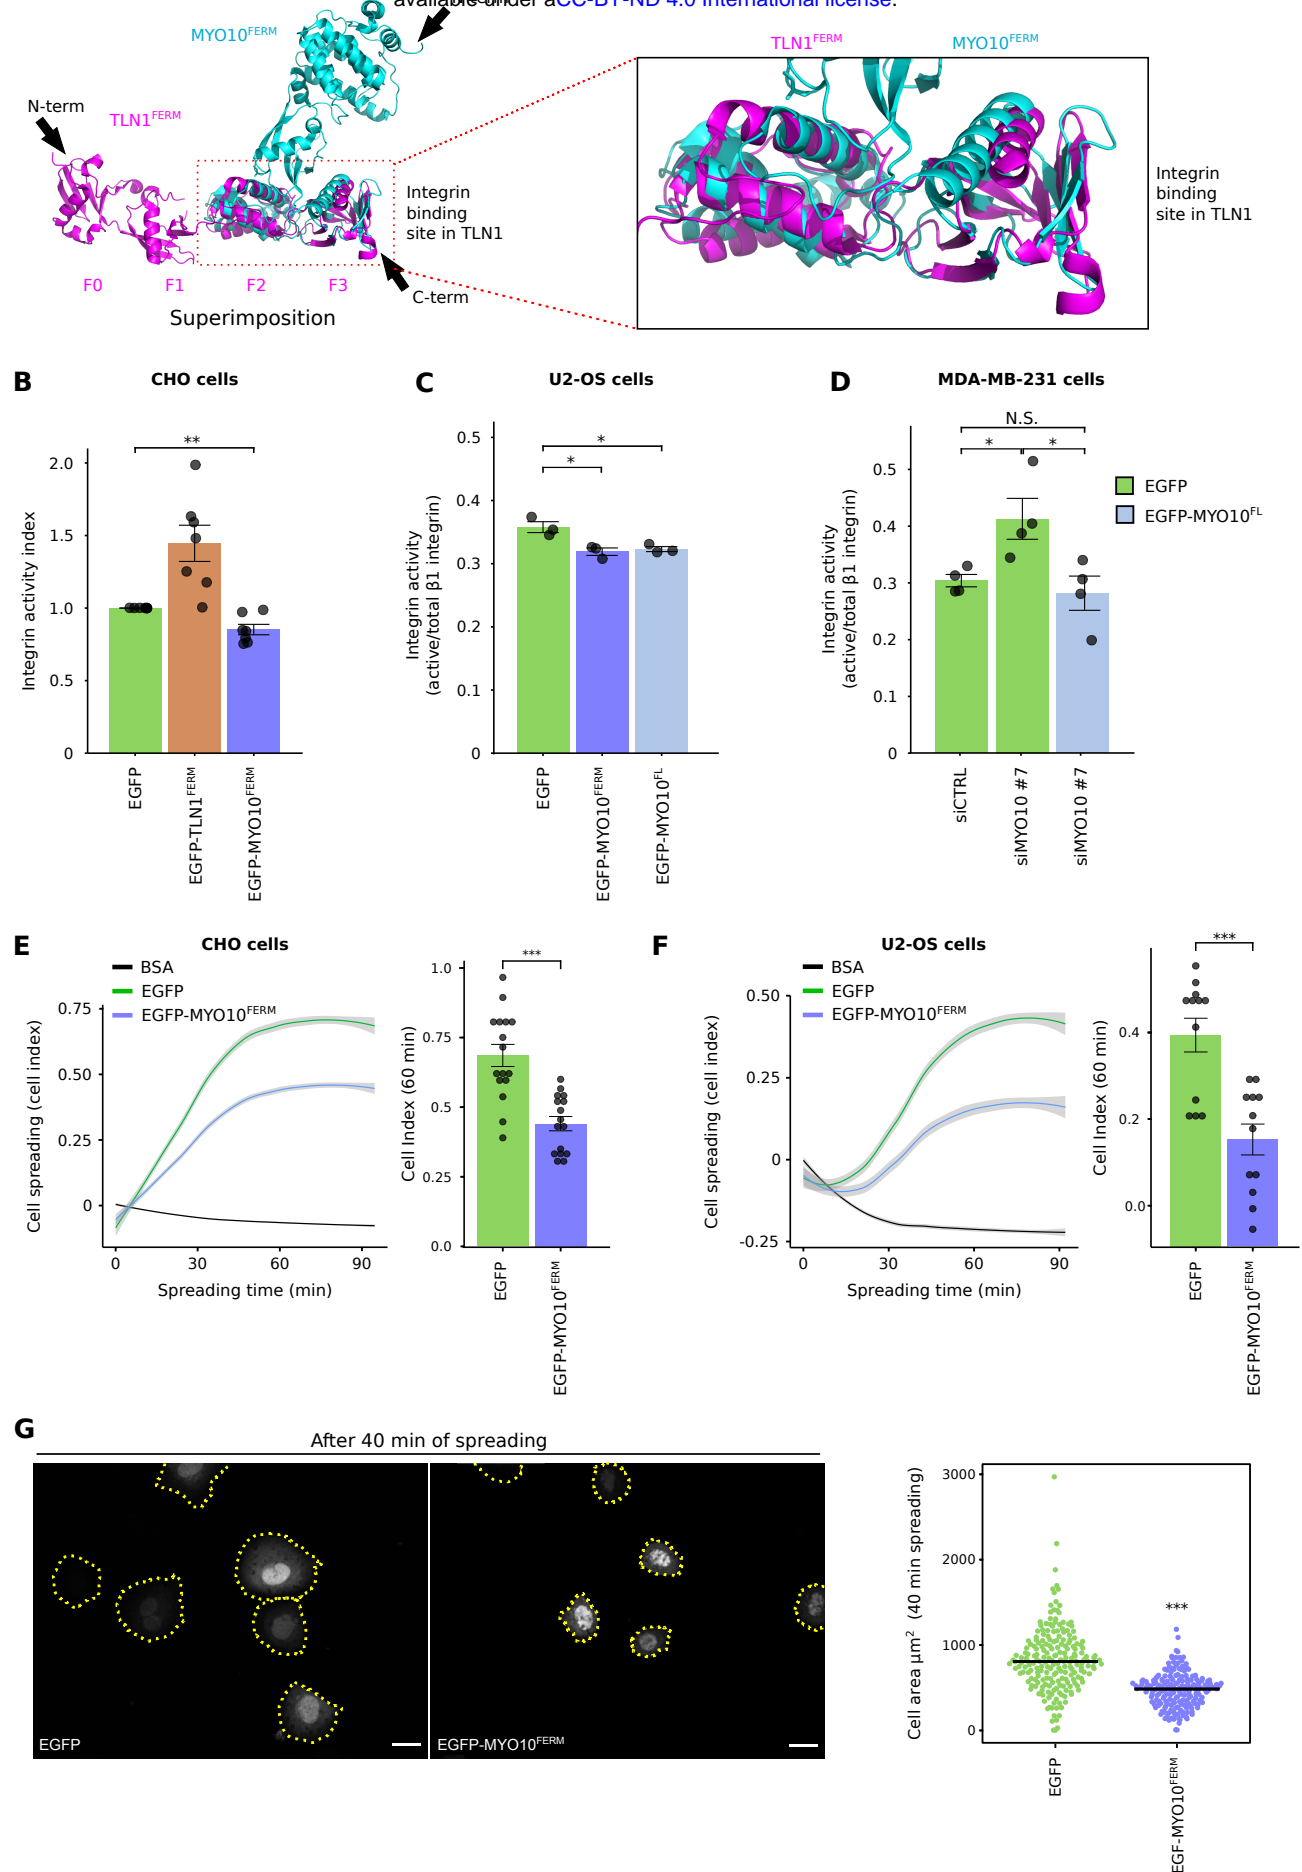 available under aCC-BY-ND 4.0 International license.
MYO10FERM
N-term
TLN1FERM
Integrin
binding
site in TLN1
F0 F1 F2 F3
C-term
Superimposition
TLN1FERM MYO10FERM
Integrin
binding
site in TLN1
B CHO cells
**
Integrin activity index
2.0
1.5
1.0
0.5
0
EGFP
EGFP-TLN1FERM
EGFP-MYO10FERM
C U2-OS cells
*
*
Integrin activity
(active/total β1 integrin)
0.5
0.4
0.3
0.2
0.1
0
EGFP
EGFP-MYO10FERM
EGFP-MYO10FL
D MDA-MB-231 cells
N.S.
* *
Integrin activity
(active/total β1 integrin)
0.5
0.4
0.3
0.2
0.1
0
siCTRL
siMYO10 #7
siMYO10 #7
EGFP
EGFP-MYO10FL
E CHO cells
BSA
EGFP
EGFP-MYO10FERM
Cell spreading (cell index)
0.75
0.50
0.25
0
0 30 60 90
Spreading time (min)
***
Cell Index (60 min)
1.0
0.75
0.5
0.25
0.0
EGFP
EGFP-MYO10FERM
F U2-OS cells
BSA
EGFP
EGFP-MYO10FERM
Cell spreading (cell index)
0.50
0.25
0
-0.25
0 30 60 90
Spreading time (min)
***
Cell Index (60 min)
0.4
0.2
0.0
EGFP
EGFP-MYO10FERM
G
After 40 min of spreading
EGFP
EGFP-MYO10FERM
Cell area µm2 (40 min spreading)
3000
2000
1000
0
***
EGFP
EGF-MYO10FERM